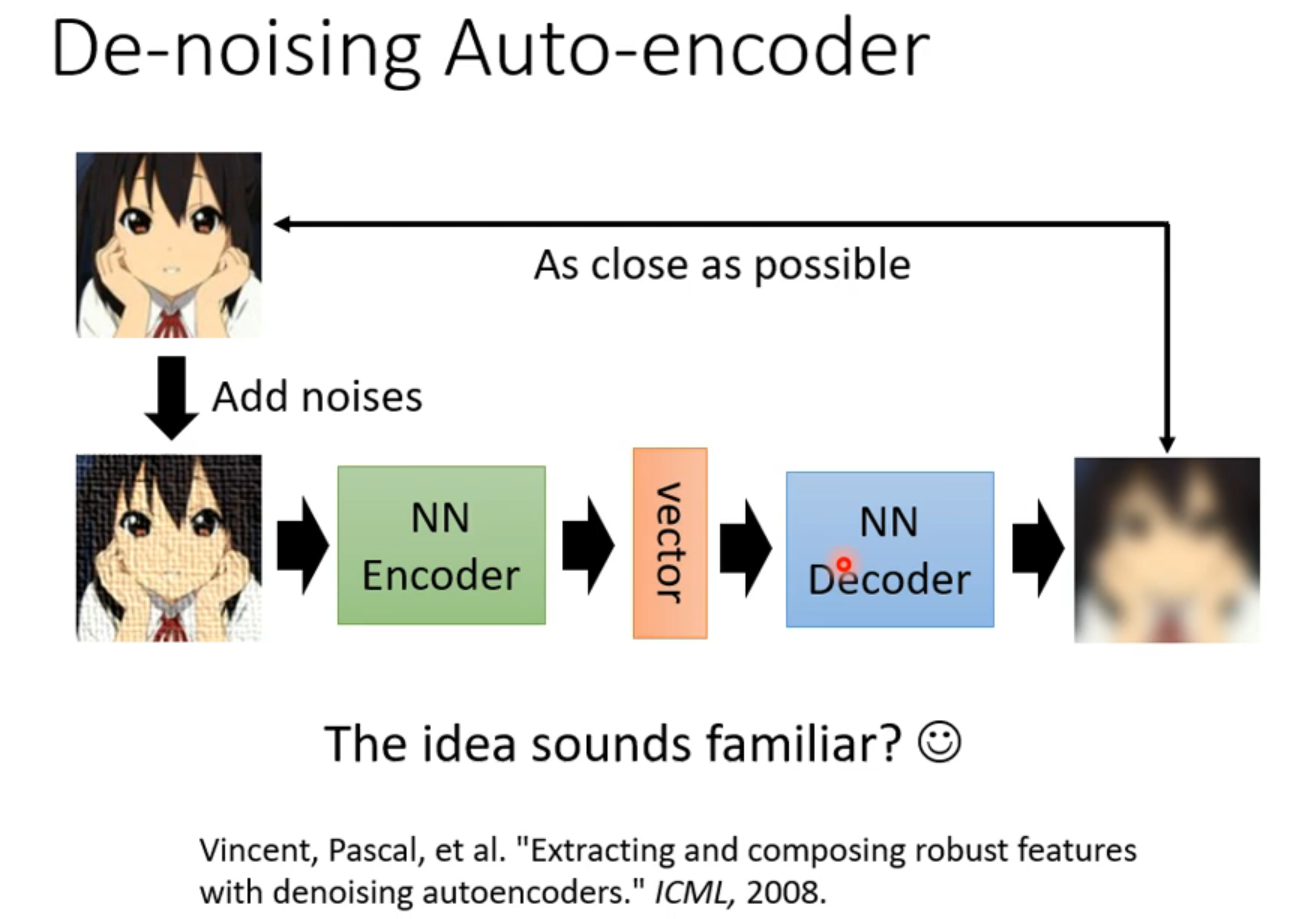 De-noising Auto-encoder
As close as possible
Add noises
NN
Encoder
vector
NN
Decoder
The idea sounds familiar? ☺
Vincent, Pascal, et al. "Extracting and composing robust features
with denoising autoencoders." ICML, 2008.